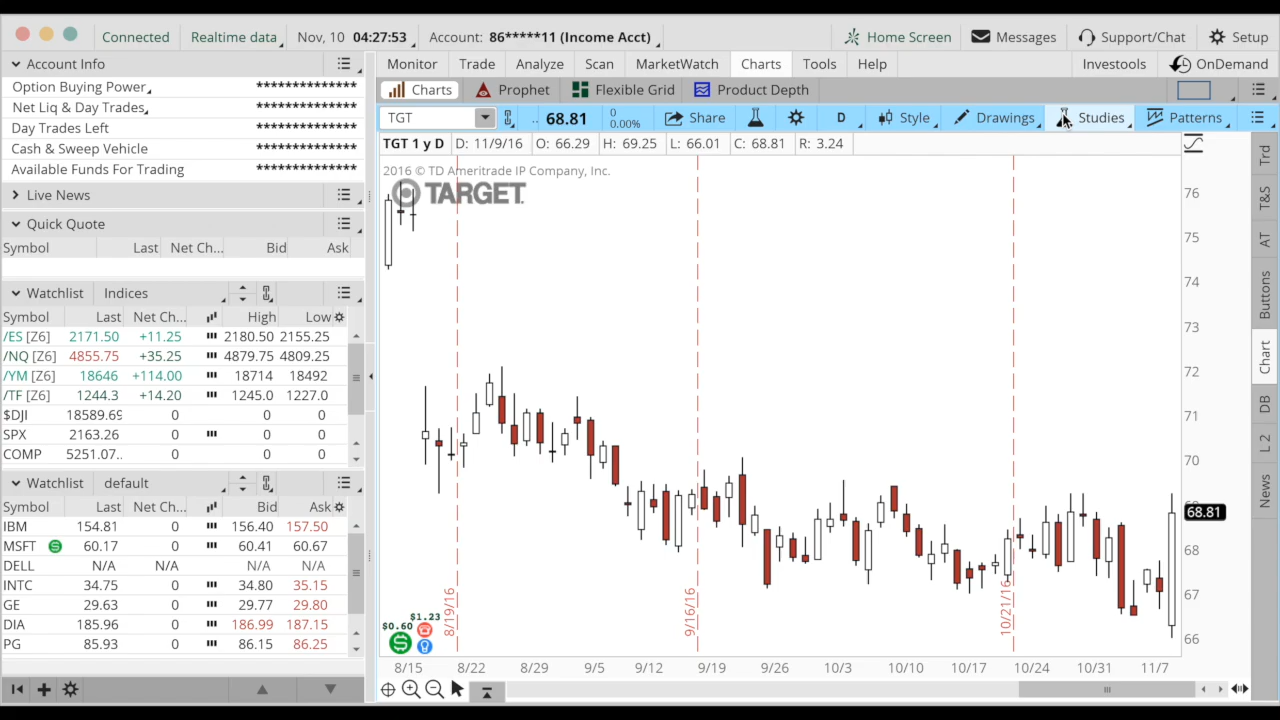 Connected Realtime data Nov, 10 04:27:53 Account: 86*****11 (Income Acct) Home Screen Messages Support/Chat Setup
Account Info
Option Buying Power **************
Net Liq & Day Trades **************
Day Trades Left **************
Cash & Sweep Vehicle **************
Available Funds For Trading **************
Live News
Quick Quote
Symbol Last Net Ch... Bid Ask
Watchlist Indices
Symbol Last Net Ch... High Low
/ES [Z6] 2171.50 +11.25 2180.50 2155.25
/NQ [Z6] 4855.75 +35.25 4879.75 4809.25
/YM [Z6] 18646 +114.00 18714 18492
/TF [Z6] 1244.3 +14.20 1245.0 1227.0
$DJI 18589.69 0 0 0
SPX 2163.26 0 0 0
COMP 5251.07.. 0 0 0
Watchlist default
Symbol Last Net Ch... Bid Ask
IBM 154.81 0 156.40 157.50
MSFT 60.17 0 60.41 60.67
DELL N/A N/A N/A N/A
INTC 34.75 0 34.80 35.15
GE 29.63 0 29.77 29.80
DIA 185.96 0 186.99 187.15
PG 85.93 0 86.15 86.25
Monitor Trade Analyze Scan MarketWatch Charts Tools Help Investools OnDemand
Charts Prophet Flexible Grid Product Depth
TGT .. 68.81 0 0.00% Share D Style Drawings Studies Patterns
TGT 1 y D D: 11/9/16 O: 66.29 H: 69.25 L: 66.01 C: 68.81 R: 3.24
2016 © TD Ameritrade IP Company, Inc.
TARGET
76
75
74
73
72
71
70
68.81
68
67
66
8/19/16
9/16/16
10/21/16
$0.60 $1.23
8/15 8/22 8/29 9/5 9/12 9/19 9/26 10/3 10/10 10/17 10/24 10/31 11/7
Trd
T&S
AT
Buttons
Chart
DB
L 2
News